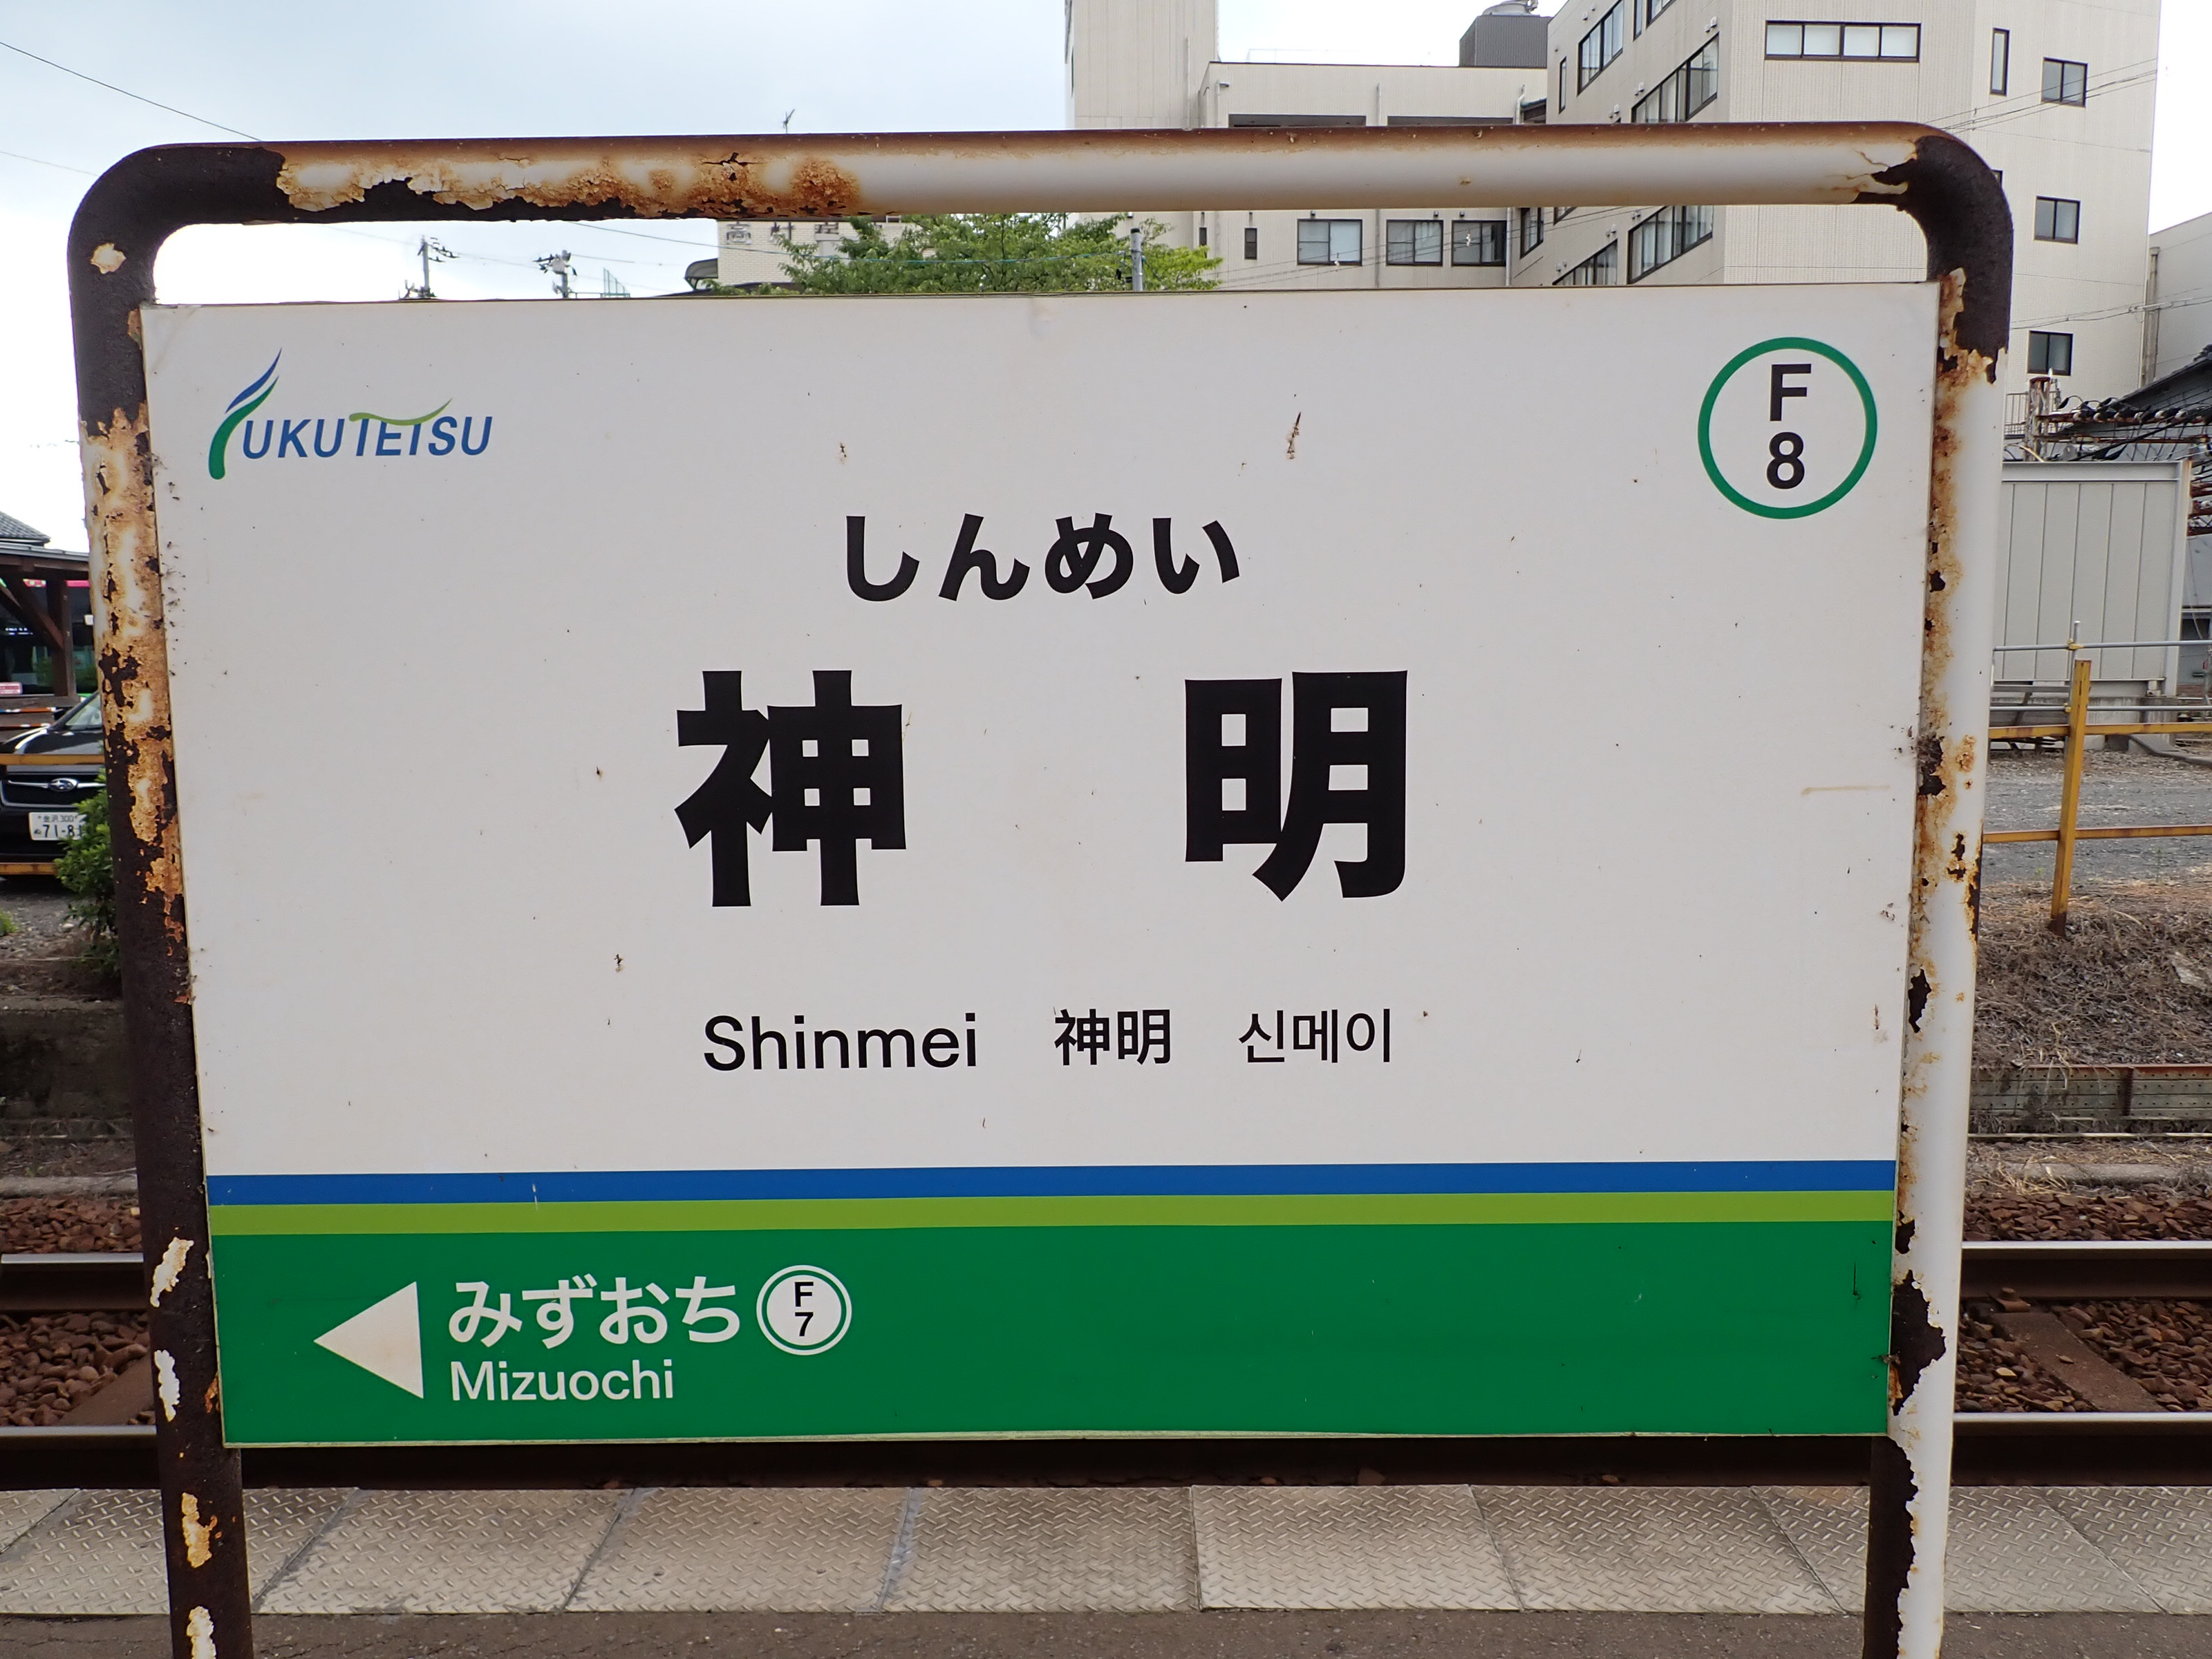 FUKUTETSU
F
8
しんめい
神 明
Shinmei 神明 신메이
みずおち F 7
Mizuochi